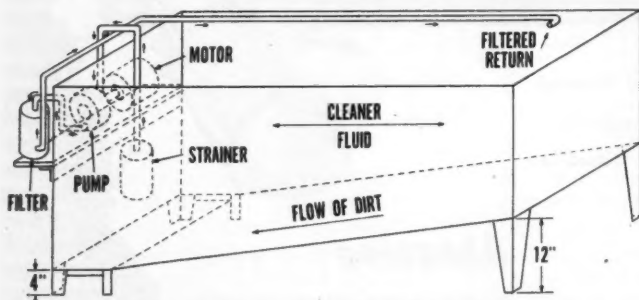 FILTERED
RETURN
MOTOR
CLEANER
FLUID
STRAINER
PUMP
FILTER
FLOW OF DIRT
4"
12"